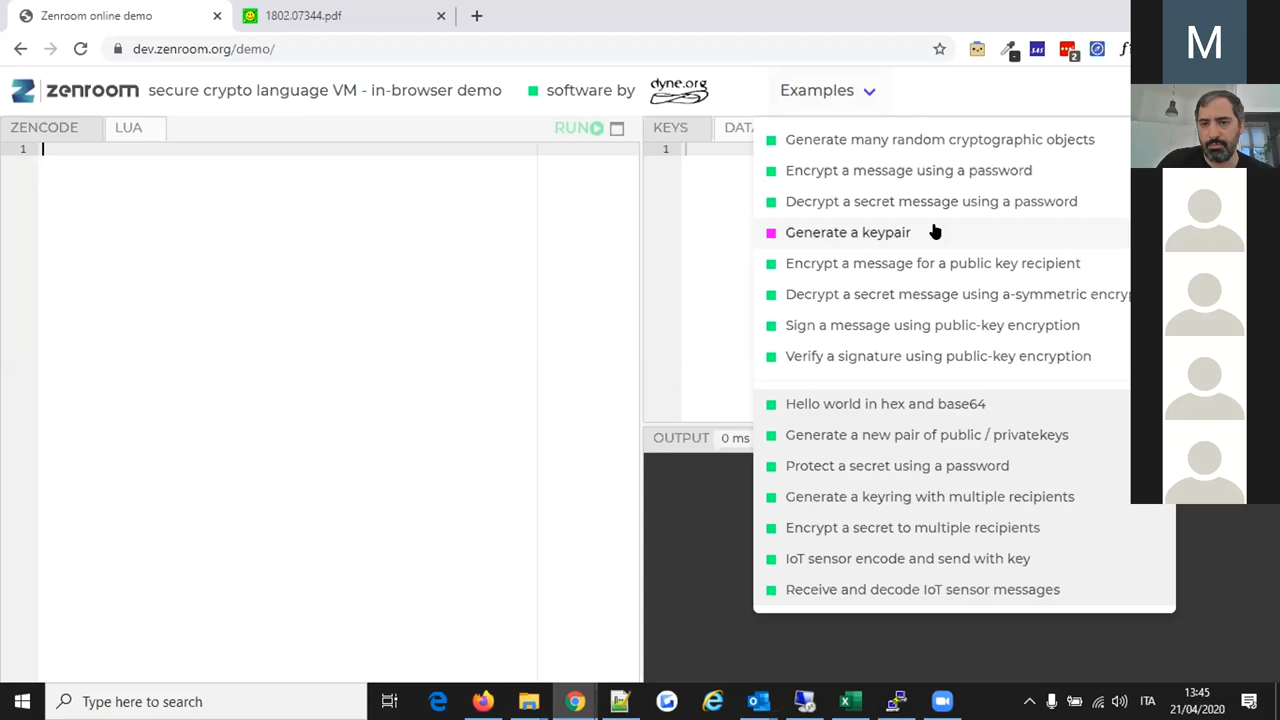 Zenroom online demo
1802.07344.pdf
dev.zenroom.org/demo/
2
M
zenroom secure crypto language VM - in-browser demo software by dyne.org Examples
ZENCODE LUA RUN KEYS DATA
1 1
Generate many random cryptographic objects
Encrypt a message using a password
Decrypt a secret message using a password
Generate a keypair
Encrypt a message for a public key recipient
Decrypt a secret message using a-symmetric encry
Sign a message using public-key encryption
Verify a signature using public-key encryption
Hello world in hex and base64
Generate a new pair of public / privatekeys
OUTPUT 0 ms
Protect a secret using a password
Generate a keyring with multiple recipients
Encrypt a secret to multiple recipients
IoT sensor encode and send with key
Receive and decode IoT sensor messages
Type here to search
ITA
13:45
21/04/2020